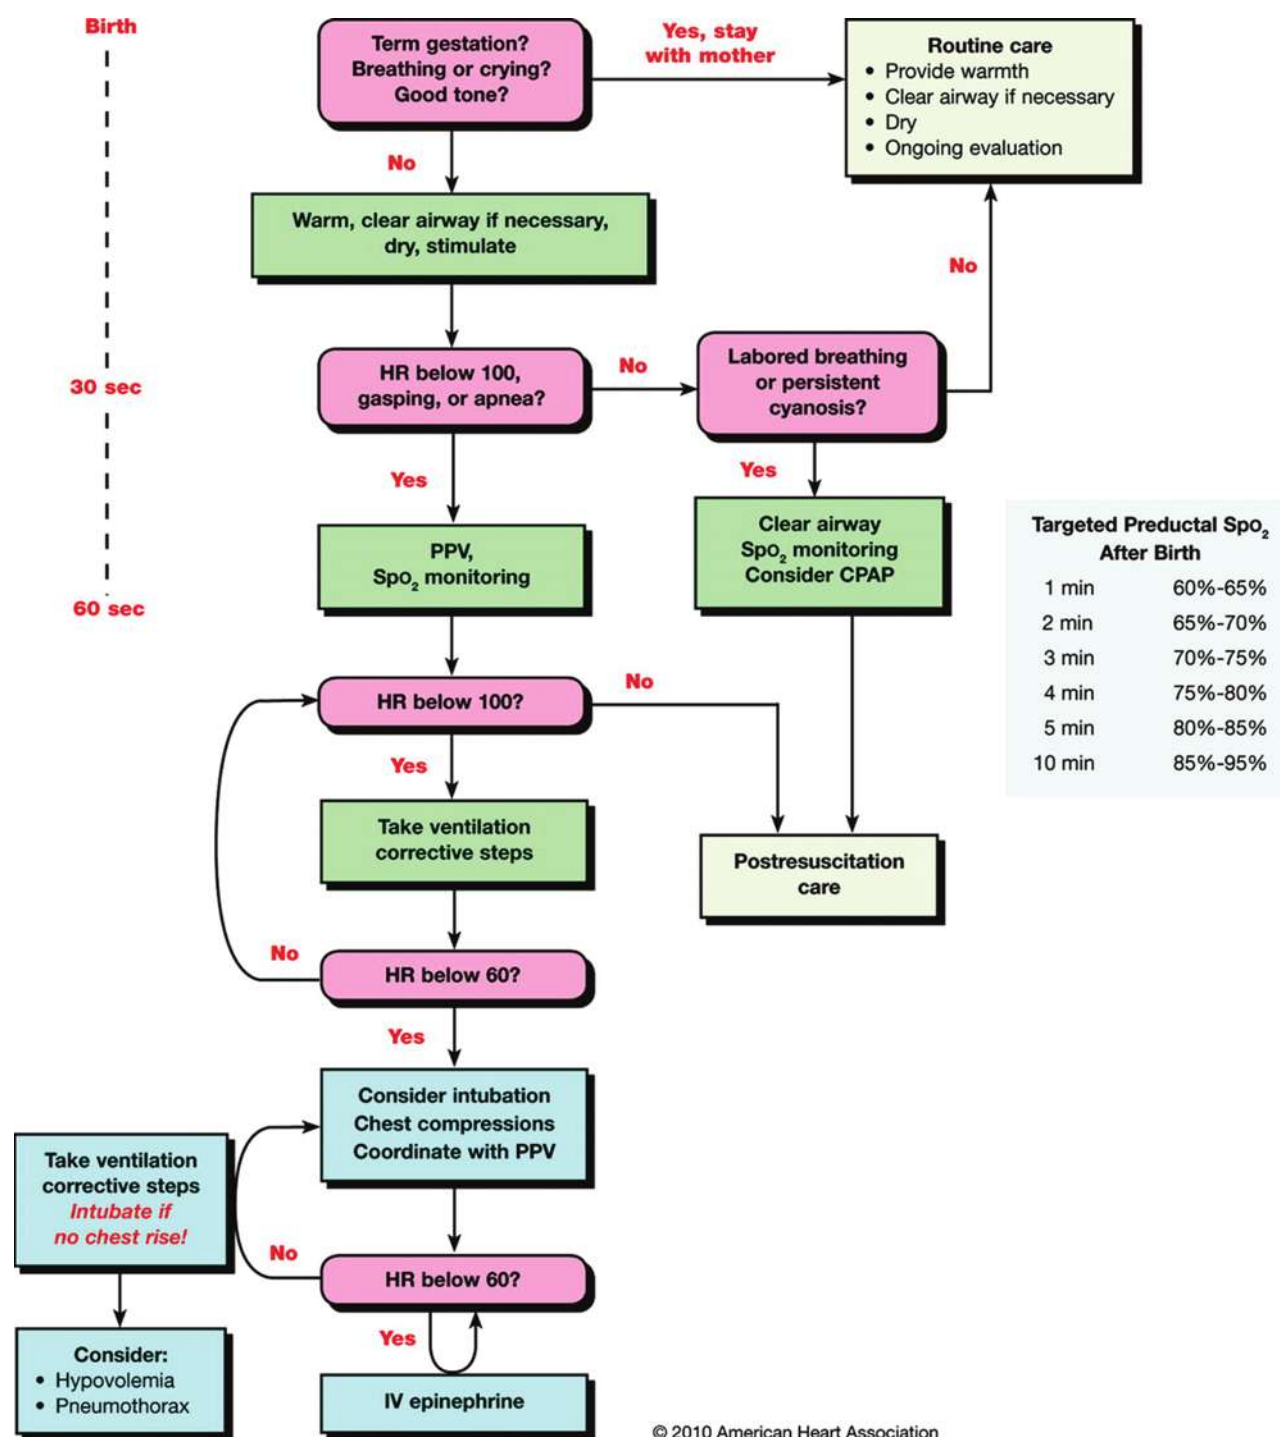 Birth
Term gestation?
Breathing or crying?
Good tone?
Yes, stay
with mother
Routine care
• Provide warmth
• Clear airway if necessary
• Dry
• Ongoing evaluation
No
Warm, clear airway if necessary,
dry, stimulate
No
30 sec
HR below 100,
gasping, or apnea?
No
Labored breathing
or persistent
cyanosis?
Yes
Yes
PPV,
SpO₂ monitoring
Clear airway
SpO₂ monitoring
Consider CPAP
60 sec
Targeted Preductal SpO₂
After Birth
1 min 60%-65%
2 min 65%-70%
3 min 70%-75%
4 min 75%-80%
5 min 80%-85%
10 min 85%-95%
HR below 100?
No
Yes
Take ventilation
corrective steps
Postresuscitation
care
No
HR below 60?
Yes
Consider intubation
Chest compressions
Coordinate with PPV
Take ventilation
corrective steps
Intubate if
no chest rise!
No
HR below 60?
Yes
Consider:
• Hypovolemia
• Pneumothorax
IV epinephrine
© 2010 American Heart Association